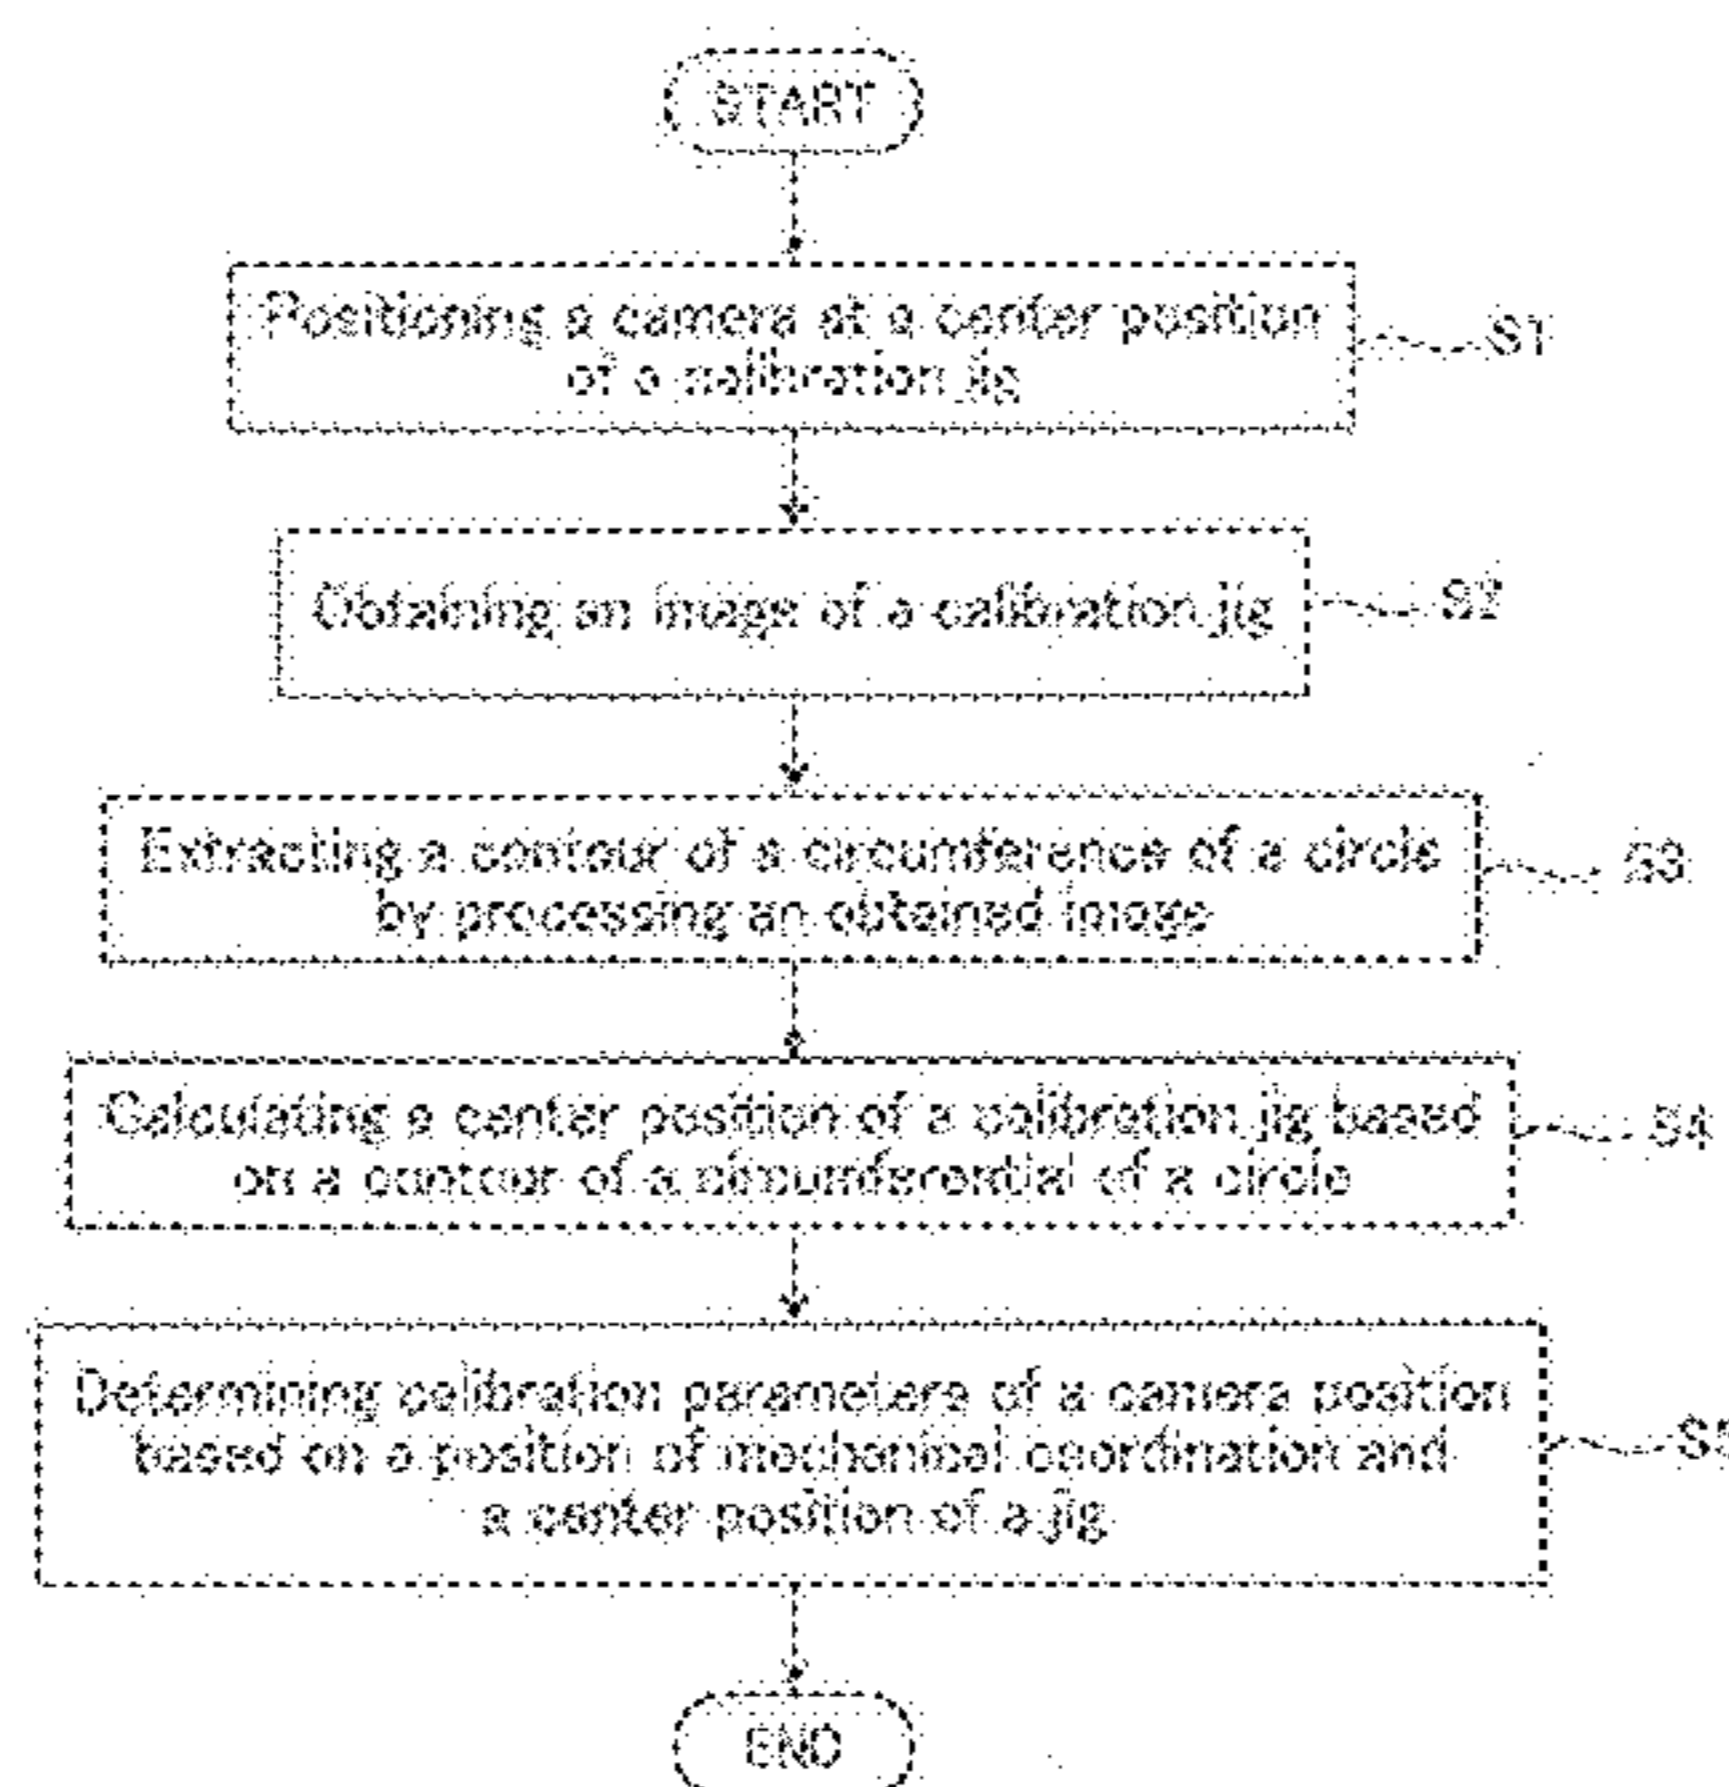 START
Positioning a camera at a center position
of a calibration jig
S1
Obtaining an image of a calibration jig
S2
Extracting a contour of a circumference of a circle
by processing an obtained image
S3
Calculating a center position of a calibration jig based
on a contour of a circumferential of a circle
S4
Determining calibration parameters of a camera position
based on a position of mechanical coordination and
a center position of a jig
S5
END